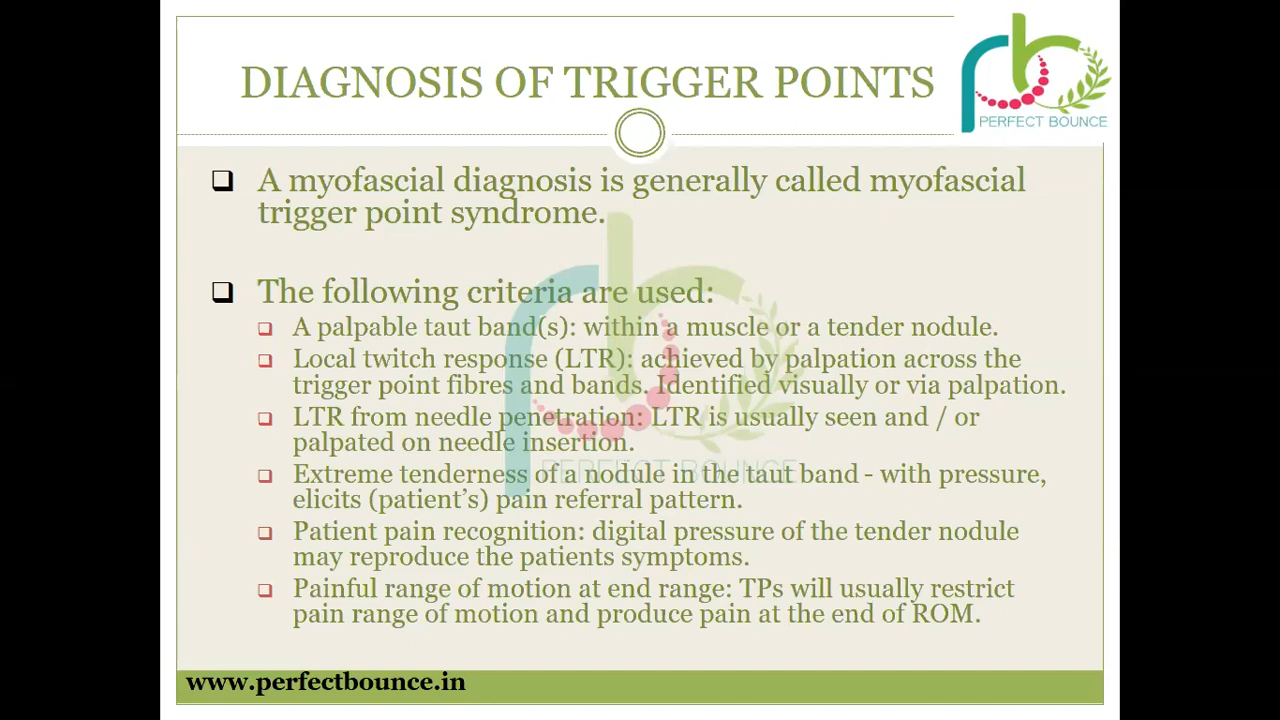 DIAGNOSIS OF TRIGGER POINTS
PERFECT BOUNCE
A myofascial diagnosis is generally called myofascial
trigger point syndrome.
The following criteria are used:
A palpable taut band(s): within a muscle or a tender nodule.
Local twitch response (LTR): achieved by palpation across the
trigger point fibres and bands. Identified visually or via palpation.
LTR from needle penetration: LTR is usually seen and / or
palpated on needle insertion.
PERFECT BOUNCE
Extreme tenderness of a nodule in the taut band - with pressure,
elicits (patient's) pain referral pattern.
Patient pain recognition: digital pressure of the tender nodule
may reproduce the patients symptoms.
Painful range of motion at end range: TPs will usually restrict
pain range of motion and produce pain at the end of ROM.
www.perfectbounce.in